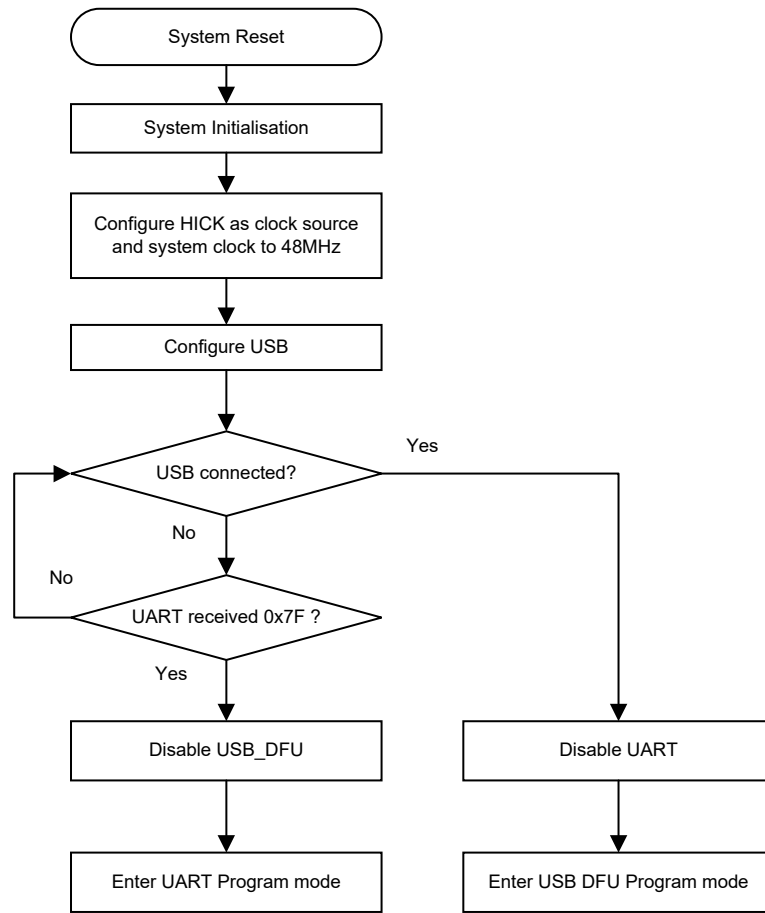 System Reset
System Initialisation
Configure HICK as clock source
and system clock to 48MHz
Configure USB
USB connected?
Yes
No
No
UART received 0x7F ?
Yes
Disable USB_DFU
Disable UART
Enter UART Program mode
Enter USB DFU Program mode